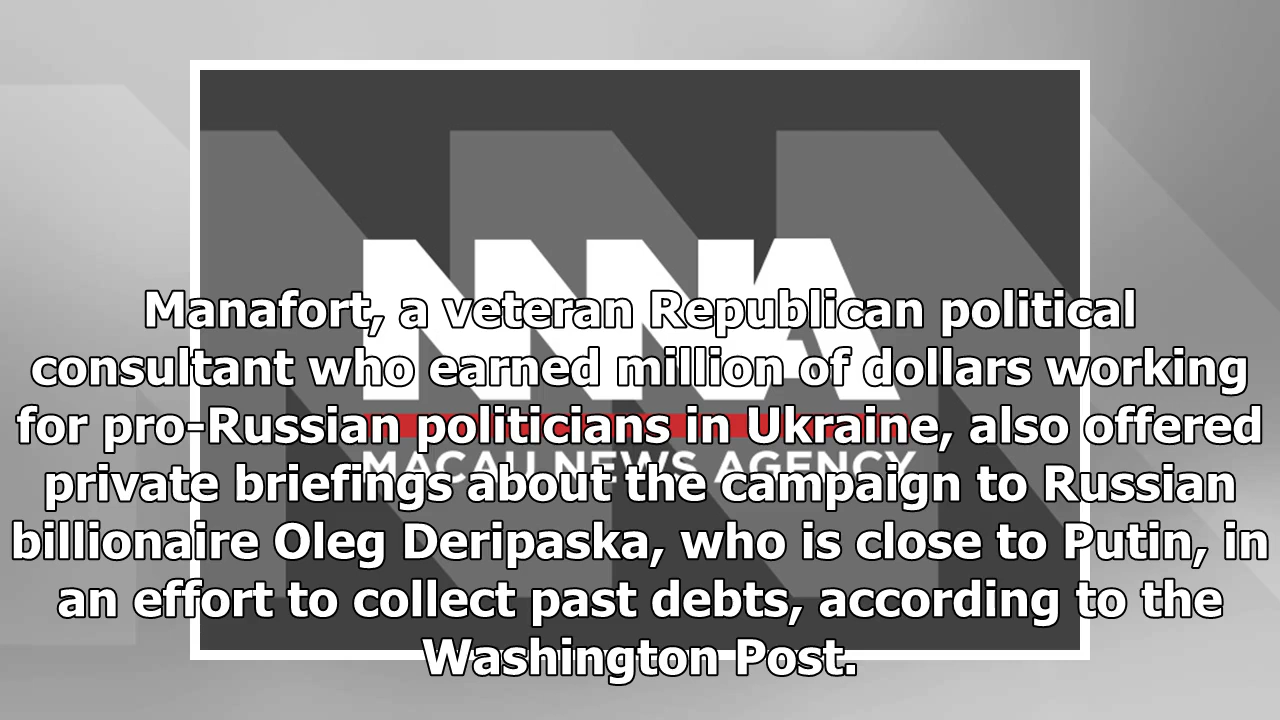 Manafort, a veteran Republican political
consultant who earned million of dollars working
for pro-Russian politicians in Ukraine, also offered
private briefings about the campaign to Russian
billionaire Oleg Deripaska, who is close to Putin, in
an effort to collect past debts, according to the
Washington Post.
MNA
MACAU NEWS AGENCY